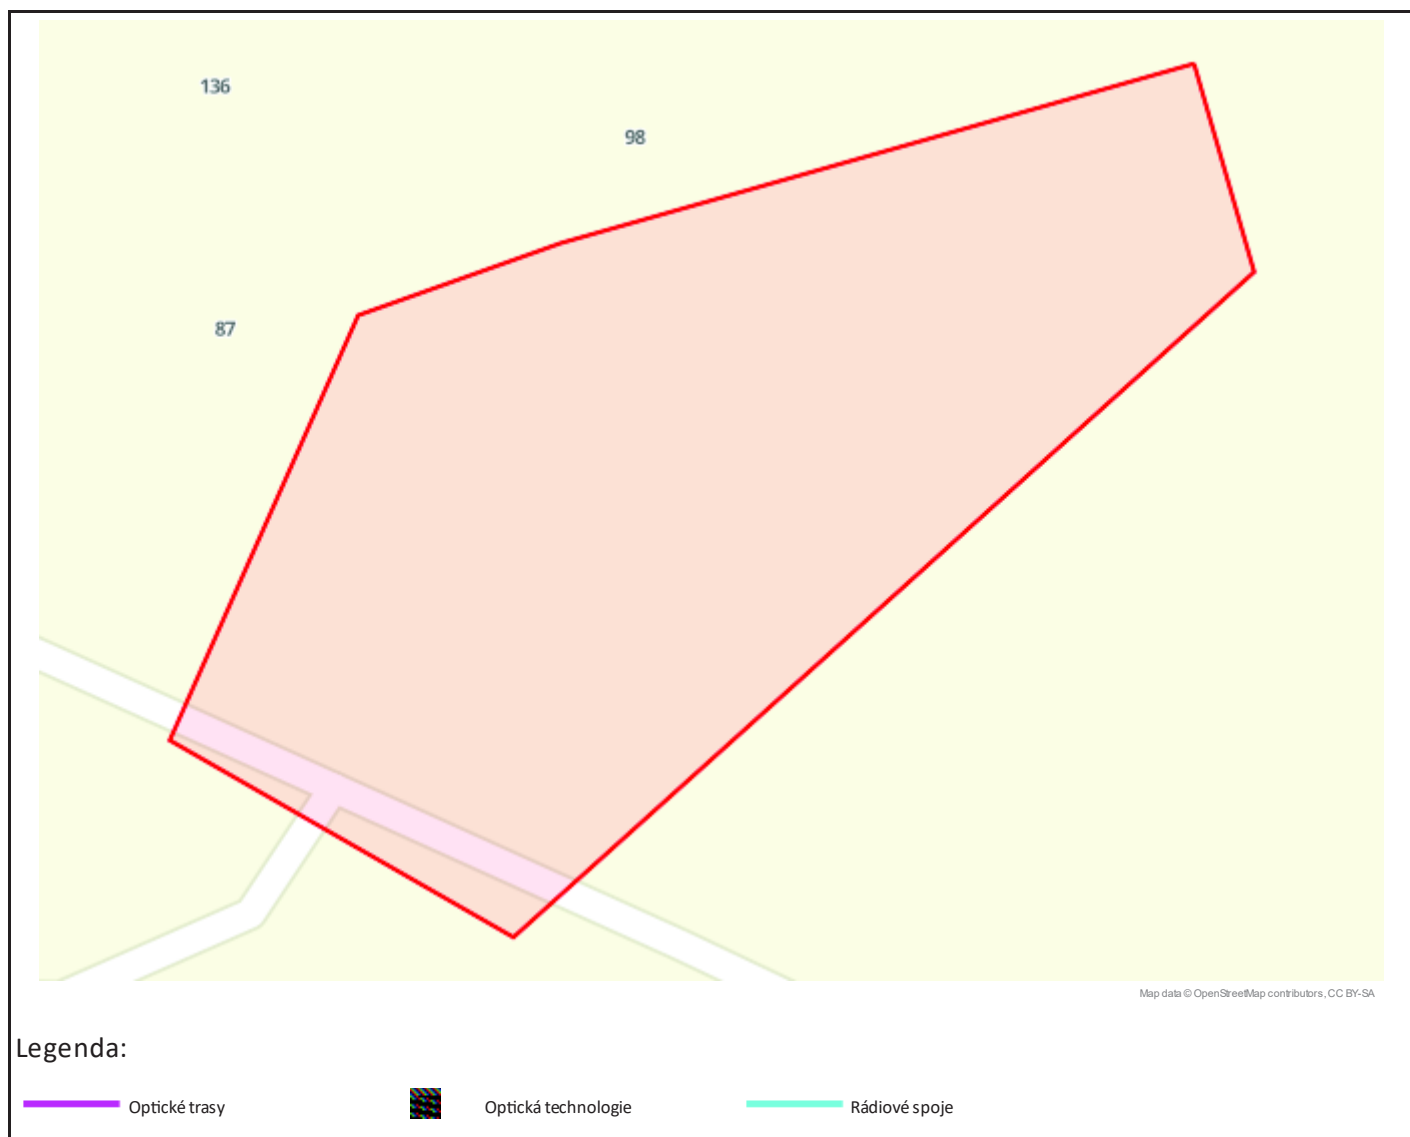 136
98
87
Map data © OpenStreetMap contributors, CC BY-SA
Legenda:
Optické trasy
Optická technologie
Rádiové spoje